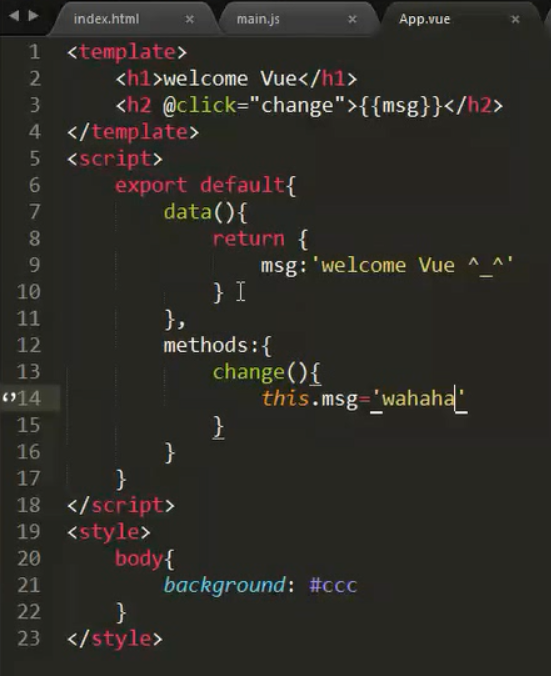 index.html × main.js × App.vue ×
1 <template>
2 <h1>welcome Vue</h1>
3 <h2 @click="change">{{msg}}</h2>
4 </template>
5 <script>
6 export default{
7 data(){
8 return {
9 msg:'welcome Vue ^_^'
10 }
11 },
12 methods:{
13 change(){
14 this.msg='wahaha'
15 }
16 }
17 }
18 </script>
19 <style>
20 body{
21 background: #ccc
22 }
23 </style>